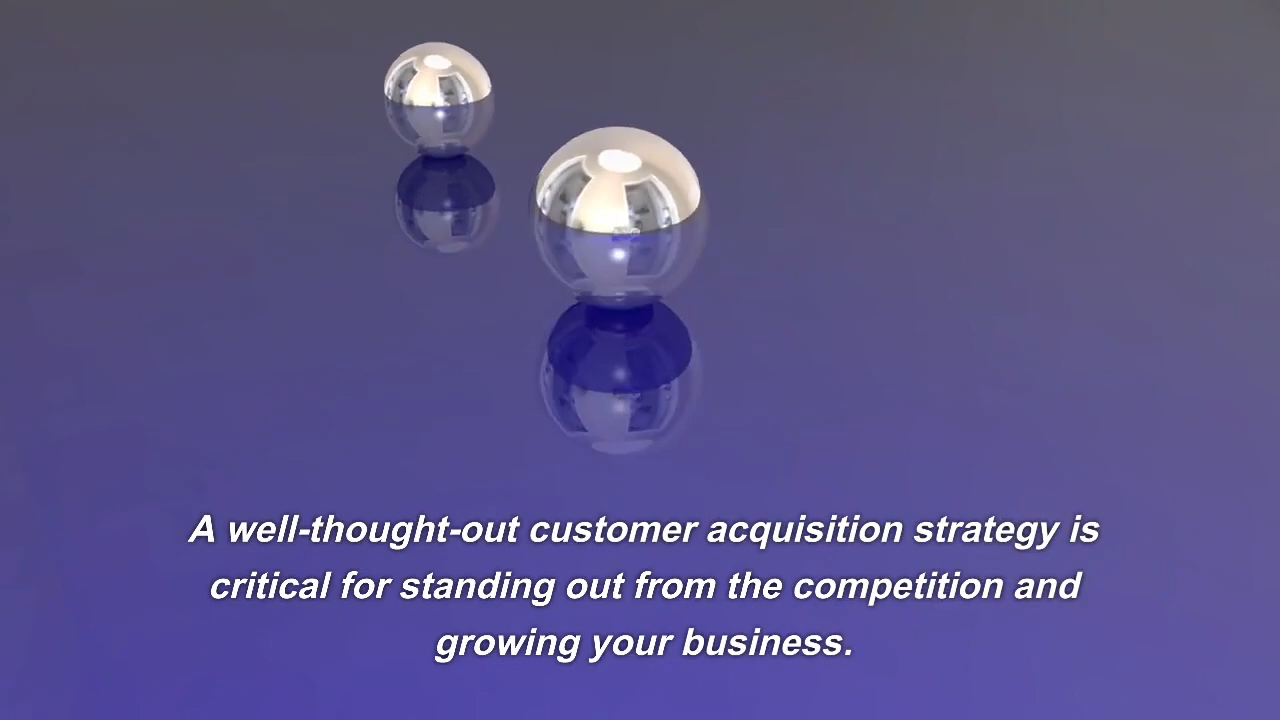 A well-thought-out customer acquisition strategy is
critical for standing out from the competition and
growing your business.